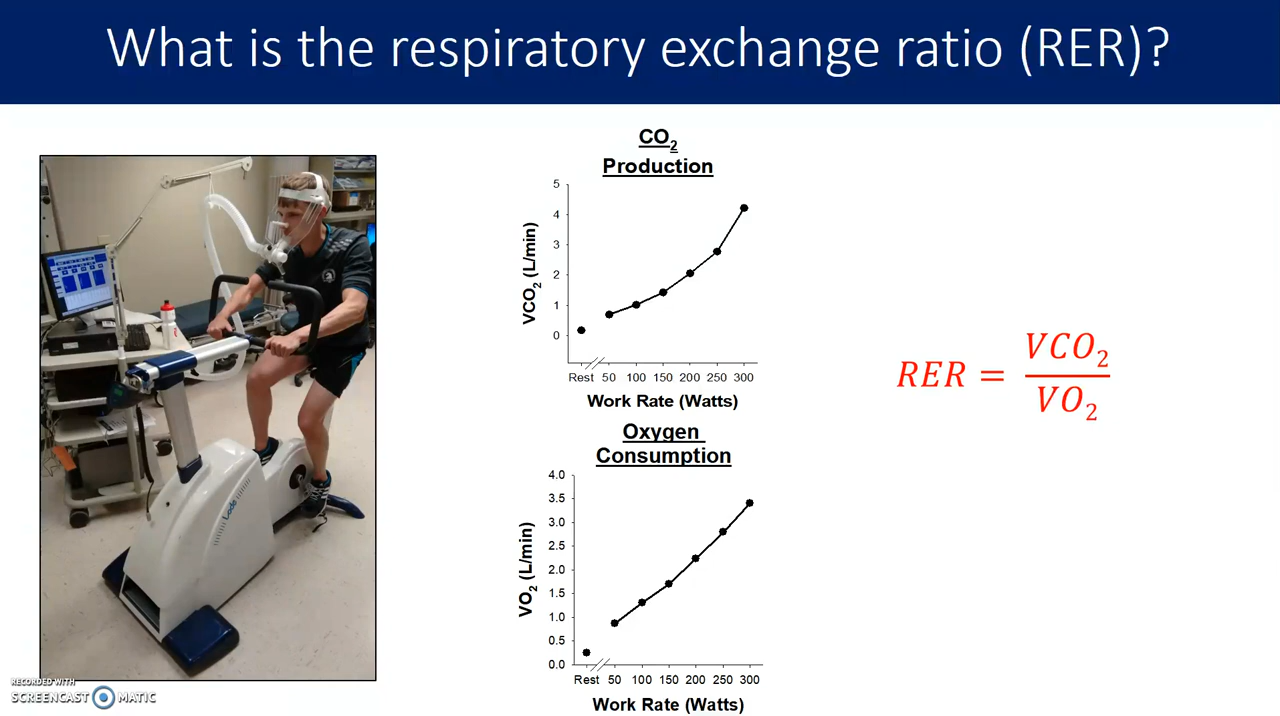 What is the respiratory exchange ratio (RER)?
CO₂
Production
5
4
3
2
1
0
VCO₂ (L/min)
Rest 50 100 150 200 250 300
Work Rate (Watts)
Oxygen
Consumption
4.0
3.5
3.0
2.5
2.0
1.5
1.0
0.5
0.0
VO₂ (L/min)
Rest 50 100 150 200 250 300
Work Rate (Watts)
RER = VCO₂ / VO₂
Lode
RECORDED WITH
SCREENCAST MATIC